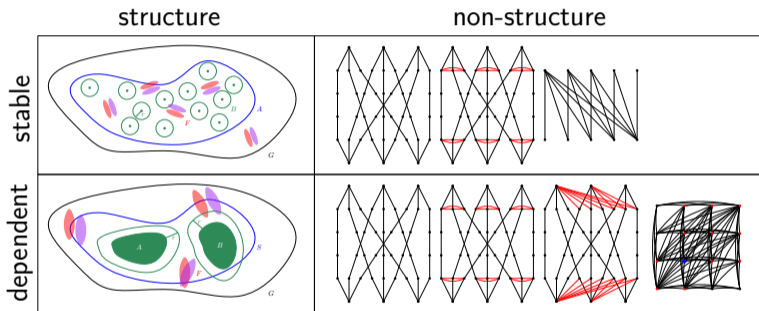 structure
non-structure
stable
B
A
F
G
dependent
A
B
S
F
G